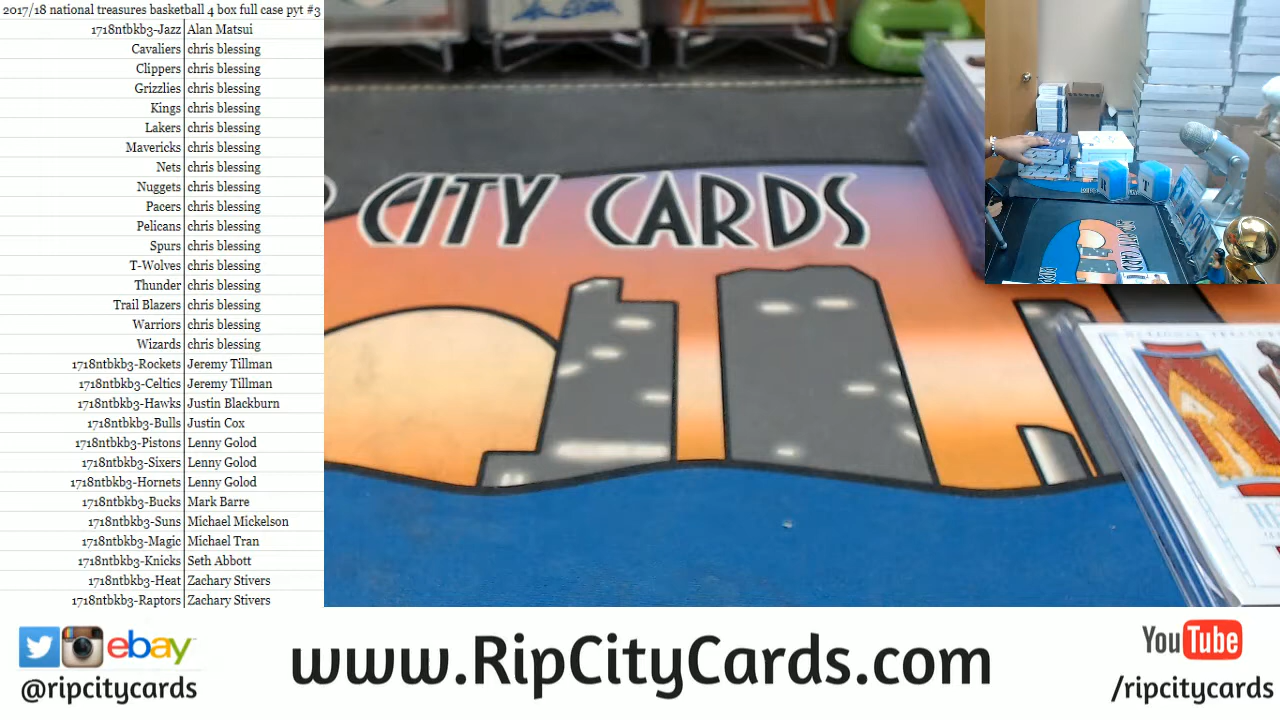 2017/18 national treasures basketball 4 box full case pyt #3
1718ntbkb3-Jazz Alan Matsui
Cavaliers chris blessing
Clippers chris blessing
Grizzlies chris blessing
Kings chris blessing
Lakers chris blessing
Mavericks chris blessing
Nets chris blessing
Nuggets chris blessing
Pacers chris blessing
Pelicans chris blessing
Spurs chris blessing
T-Wolves chris blessing
Thunder chris blessing
Trail Blazers chris blessing
Warriors chris blessing
Wizards chris blessing
1718ntbkb3-Rockets Jeremy Tillman
1718ntbkb3-Celtics Jeremy Tillman
1718ntbkb3-Hawks Justin Blackburn
1718ntbkb3-Bulls Justin Cox
1718ntbkb3-Pistons Lenny Golod
1718ntbkb3-Sixers Lenny Golod
1718ntbkb3-Hornets Lenny Golod
1718ntbkb3-Bucks Mark Barre
1718ntbkb3-Suns Michael Mickelson
1718ntbkb3-Magic Michael Tran
1718ntbkb3-Knicks Seth Abbott
1718ntbkb3-Heat Zachary Stivers
1718ntbkb3-Raptors Zachary Stivers
P CITY CARDS
ebay
@ripcitycards
www.RipCityCards.com
YouTube
/ripcitycards